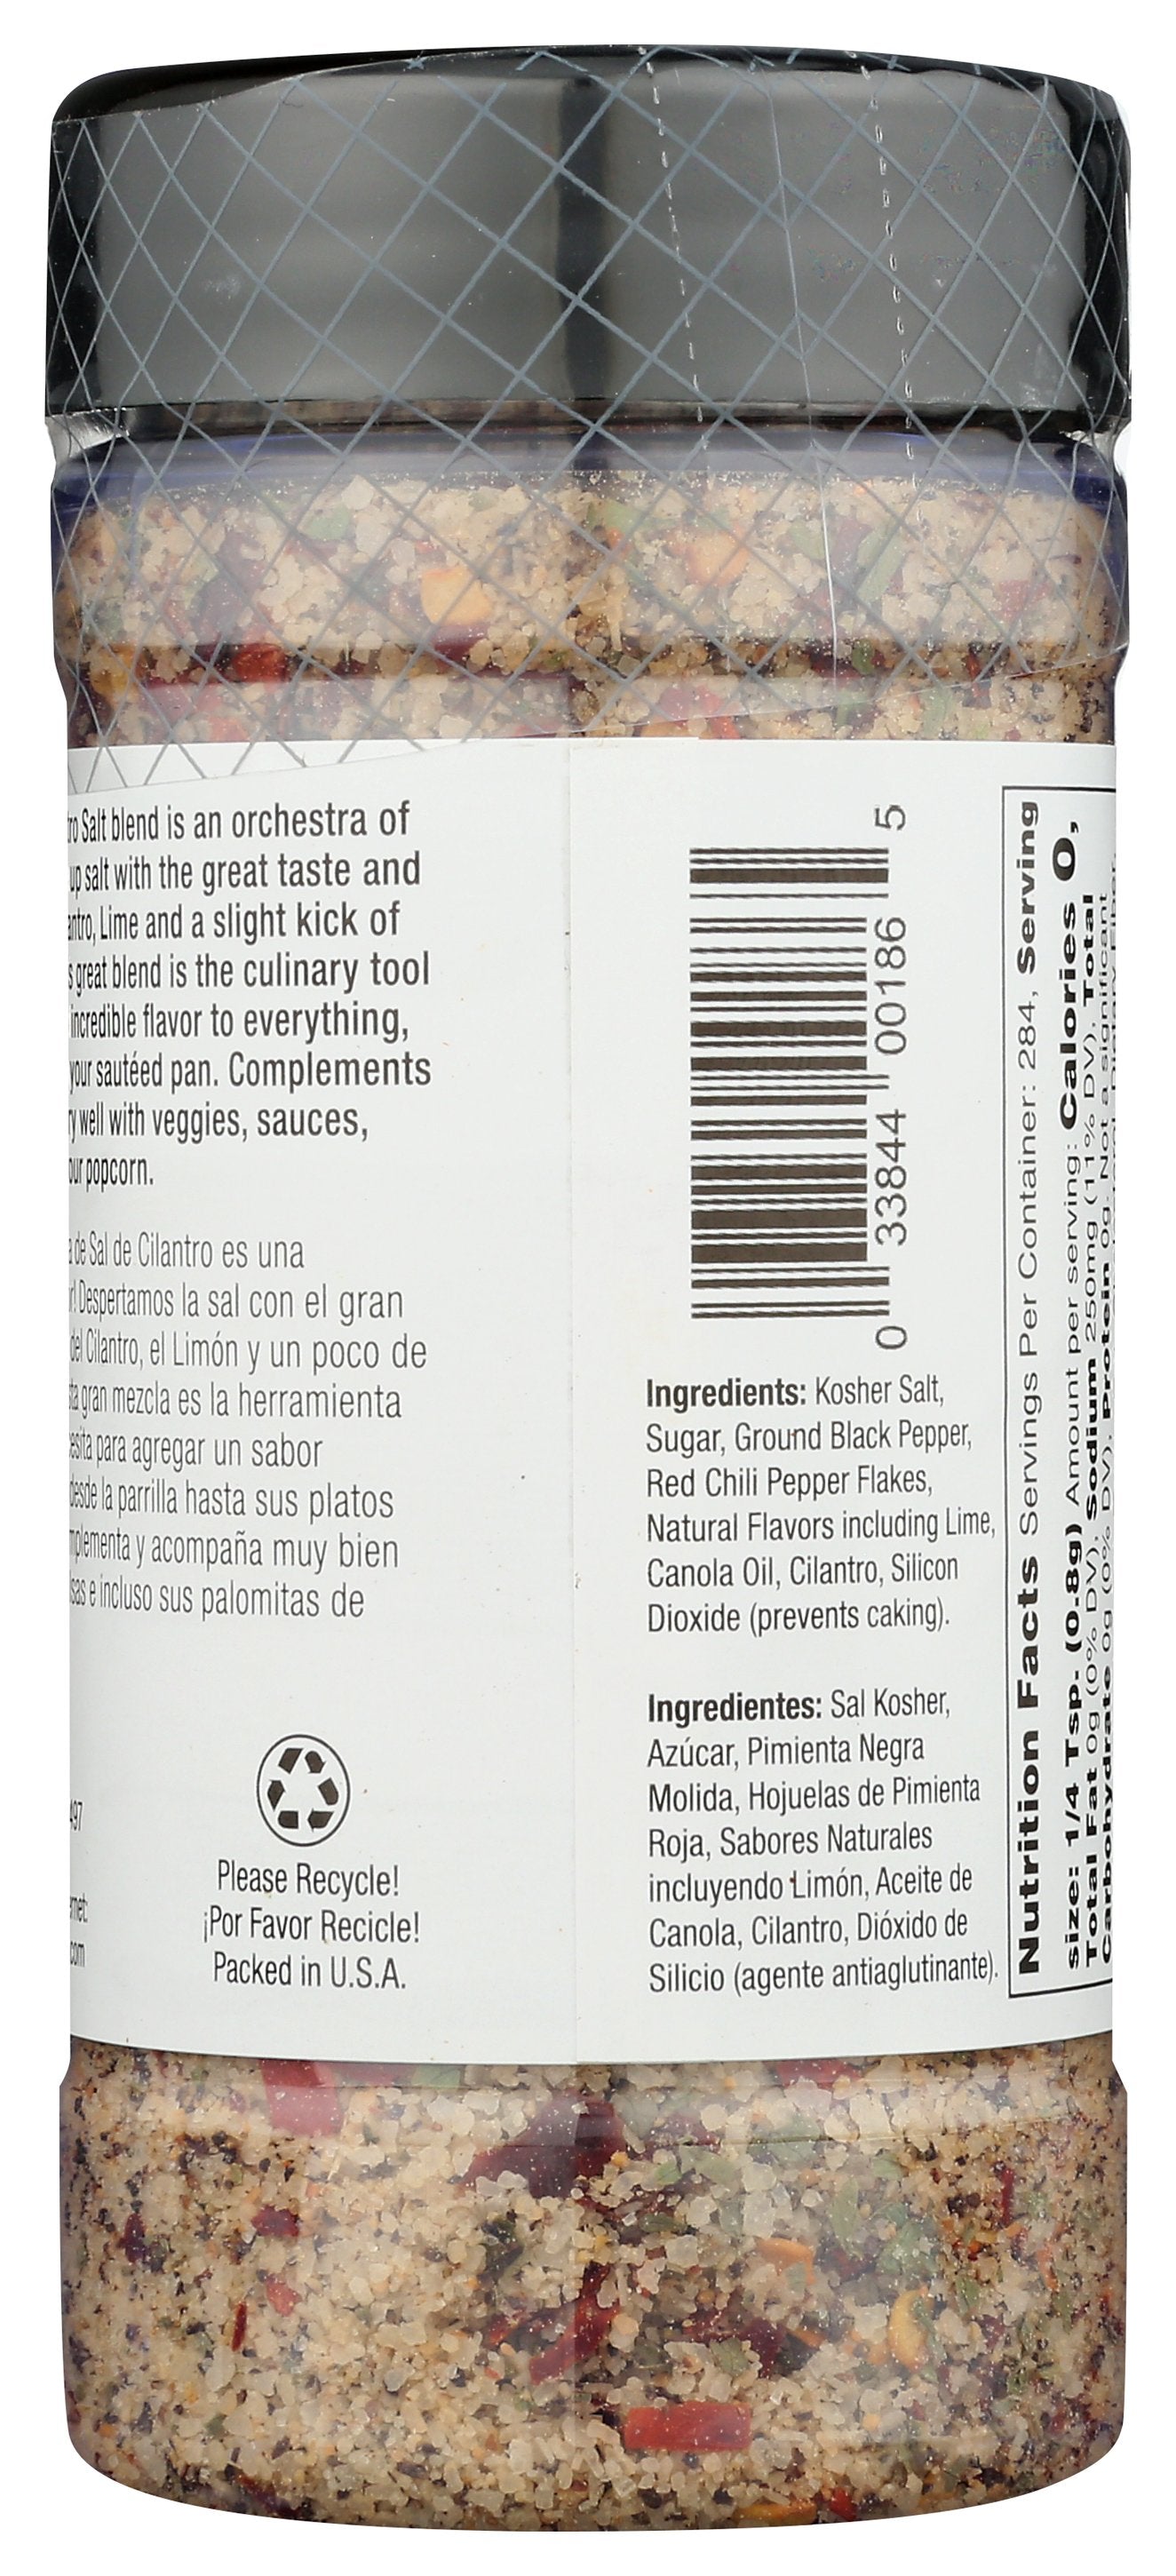 Salt blend is an orchestra of
up salt with the great taste and
Lime and a slight kick of
great blend is the culinary tool
incredible flavor to everything,
your sautéed pan. Complements
well with veggies, sauces,
popcorn.
de Sal de Cilantro es una
Despertamos la sal con el gran
del Cilantro, el Limón y un poco de
gran mezcla es la herramienta
para agregar un sabor
desde la parrilla hasta sus platos
y acompaña muy bien
e incluso sus palomitas de
Please Recycle!
¡Por Favor Recicle!
Packed in U.S.A.
0 33844 00186 5
Ingredients: Kosher Salt,
Sugar, Ground Black Pepper,
Red Chili Pepper Flakes,
Natural Flavors including Lime,
Canola Oil, Cilantro, Silicon
Dioxide (prevents caking).
Ingredientes: Sal Kosher,
Azúcar, Pimienta Negra
Molida, Hojuelas de Pimienta
Roja, Sabores Naturales
incluyendo Limón, Aceite de
Canola, Cilantro, Dióxido de
Silicio (agente antiaglutinante).
Nutrition Facts Servings Per Container: 284, Serving
size: 1/4 Tsp. (0.8g) Amount per serving: Calories 0,
Total Fat 0g (0% DV), Sodium 250mg (11% DV), Total
Carbohydrate 0g (0% DV), Protein 0g. Not a significant